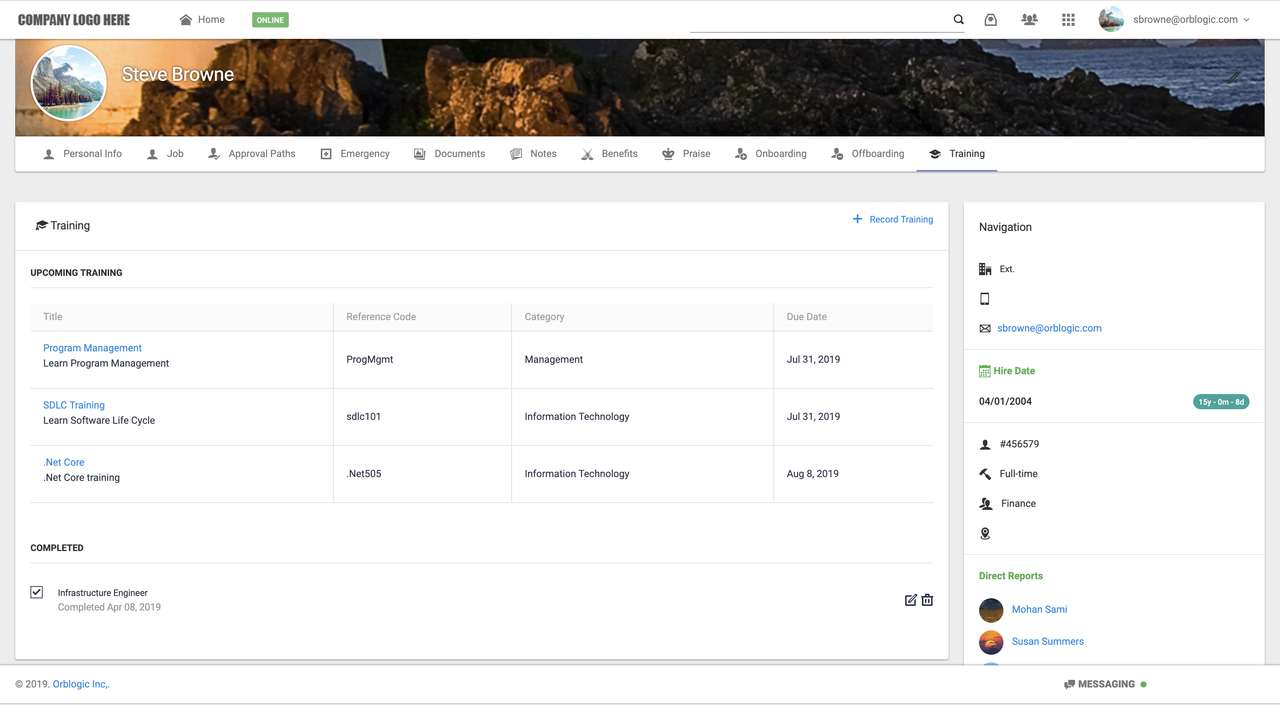 COMPANY LOGO HERE
Home
ONLINE
sbrowne@orblogic.com
Steve Browne
Personal Info
Job
Approval Paths
Emergency
Documents
Notes
Benefits
Praise
Onboarding
Offboarding
Training
Training
+ Record Training
UPCOMING TRAINING
Title Reference Code Category Due Date
Program Management
Learn Program Management
ProgMgmt
Management
Jul 31, 2019
SDLC Training
Learn Software Life Cycle
sdlc101
Information Technology
Jul 31, 2019
.Net Core
.Net Core training
.Net505
Information Technology
Aug 8, 2019
COMPLETED
Infrastructure Engineer
Completed Apr 08, 2019
Navigation
Ext.
sbrowne@orblogic.com
Hire Date
04/01/2004
15y - 0m - 8d
#456579
Full-time
Finance
Direct Reports
Mohan Sami
Susan Summers
© 2019. Orblogic Inc,.
MESSAGING